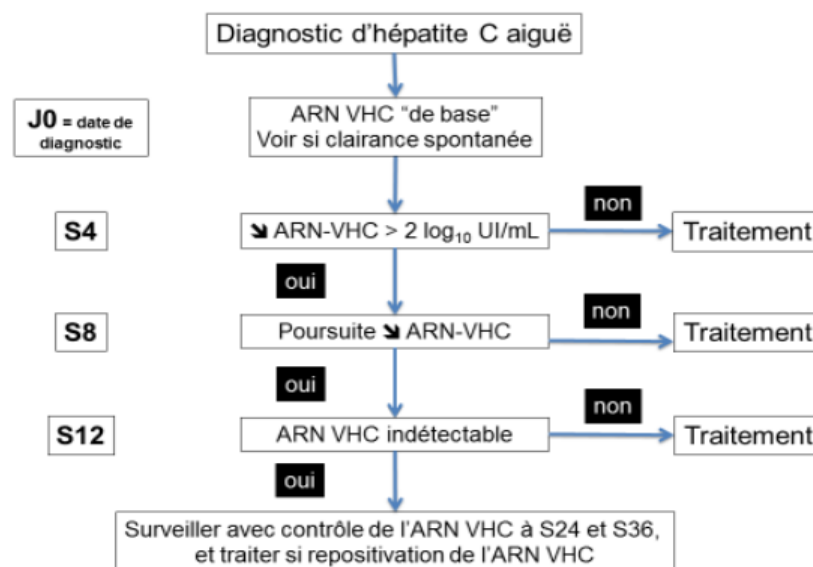 Diagnostic d'hépatite C aiguë
J0 = date de
diagnostic
ARN VHC "de base"
Voir si clairance spontanée
S4
➘ ARN-VHC > 2 log₁₀ UI/mL
non
Traitement
oui
S8
Poursuite ➘ ARN-VHC
non
Traitement
oui
S12
ARN VHC indétectable
non
Traitement
oui
Surveiller avec contrôle de l'ARN VHC à S24 et S36,
et traiter si repositivation de l'ARN VHC